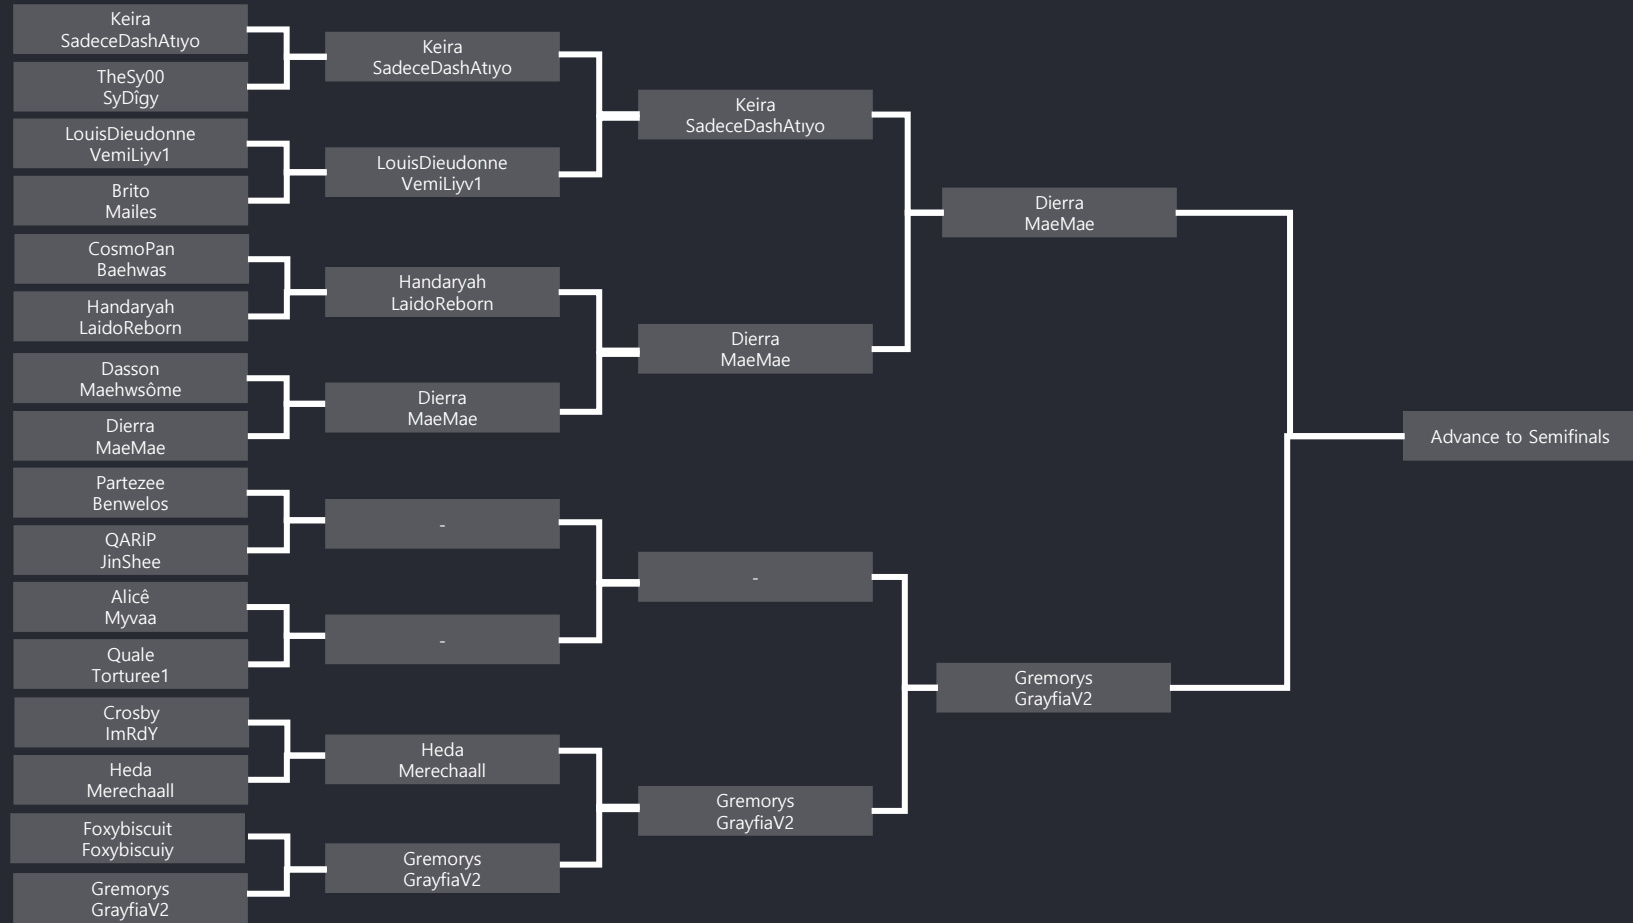 Keira
SadeceDashAtıyo
TheSy00
SyDîgy
LouisDieudonne
VemiLiyv1
Brito
Mailes
CosmoPan
Baehwas
Handaryah
LaidoReborn
Dasson
Maehwsôme
Dierra
MaeMae
Partezee
Benwelos
QARİP
JinShee
Alicê
Myvaa
Quale
Torturee1
Crosby
ImRdY
Heda
Merechaall
Foxybiscuit
Foxybiscuiy
Gremorys
GrayfiaV2
Keira
SadeceDashAtıyo
LouisDieudonne
VemiLiyv1
Handaryah
LaidoReborn
Dierra
MaeMae
-
-
Heda
Merechaall
Gremorys
GrayfiaV2
Keira
SadeceDashAtıyo
Dierra
MaeMae
-
Gremorys
GrayfiaV2
Dierra
MaeMae
Gremorys
GrayfiaV2
Advance to Semifinals